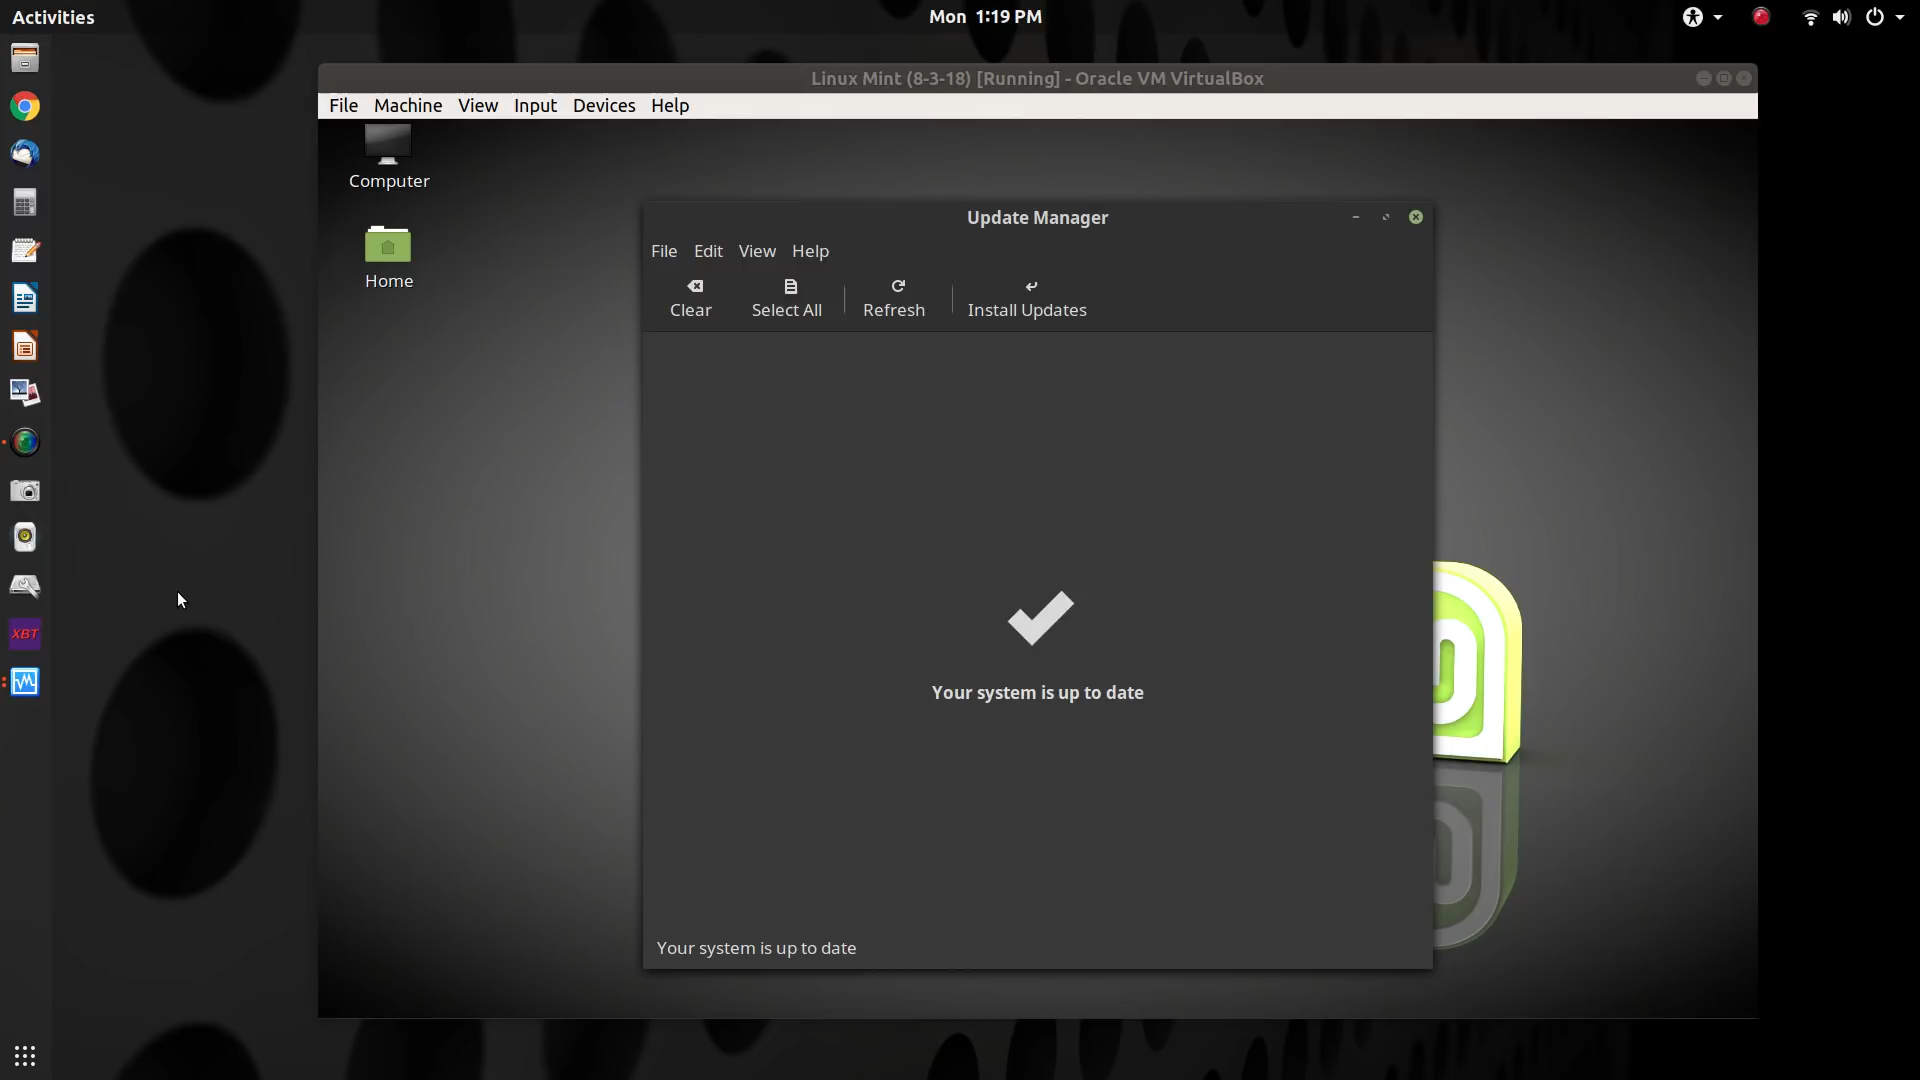 Activities
Mon 1:19 PM
Linux Mint (8-3-18) [Running] - Oracle VM VirtualBox
File Machine View Input Devices Help
Computer
Home
Update Manager
File Edit View Help
Clear Select All Refresh Install Updates
XBT
Your system is up to date
Your system is up to date